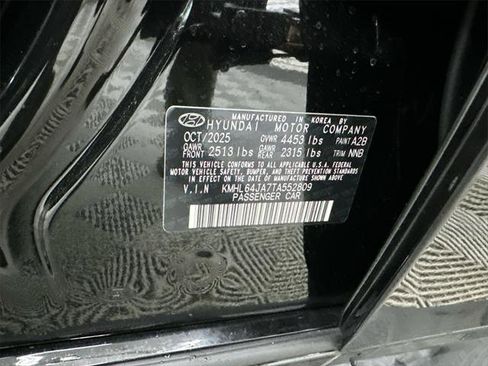 MANUFACTURED IN KOREA BY
HYUNDAI MOTOR COMPANY
OCT/2025 GVWR 4453 lbs PAINT A2B
GAWR FRONT 2513 lbs GAWR REAR 2315 lbs TRIM NNB
THIS VEHICLE CONFORMS TO ALL APPLICABLE
U.S. FEDERAL MOTOR VEHICLE SAFETY, BUMPER, AND THEFT PREVENTION
STANDARDS IN EFFECT ON THE DATE OF MANUFACTURE SHOWN ABOVE.
V.I.N KMHL64JA7TA552809
PASSENGER CAR